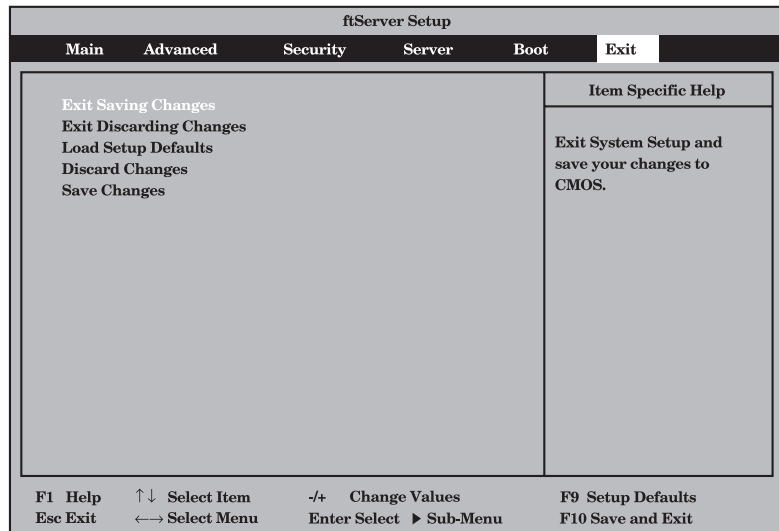 ftServer Setup
Main Advanced Security Server Boot Exit
Exit Saving Changes
Exit Discarding Changes
Load Setup Defaults
Discard Changes
Save Changes
Item Specific Help
Exit System Setup and
save your changes to
CMOS.
F1 Help ↑↓ Select Item -/+ Change Values F9 Setup Defaults
Esc Exit ←→ Select Menu Enter Select ▶ Sub-Menu F10 Save and Exit